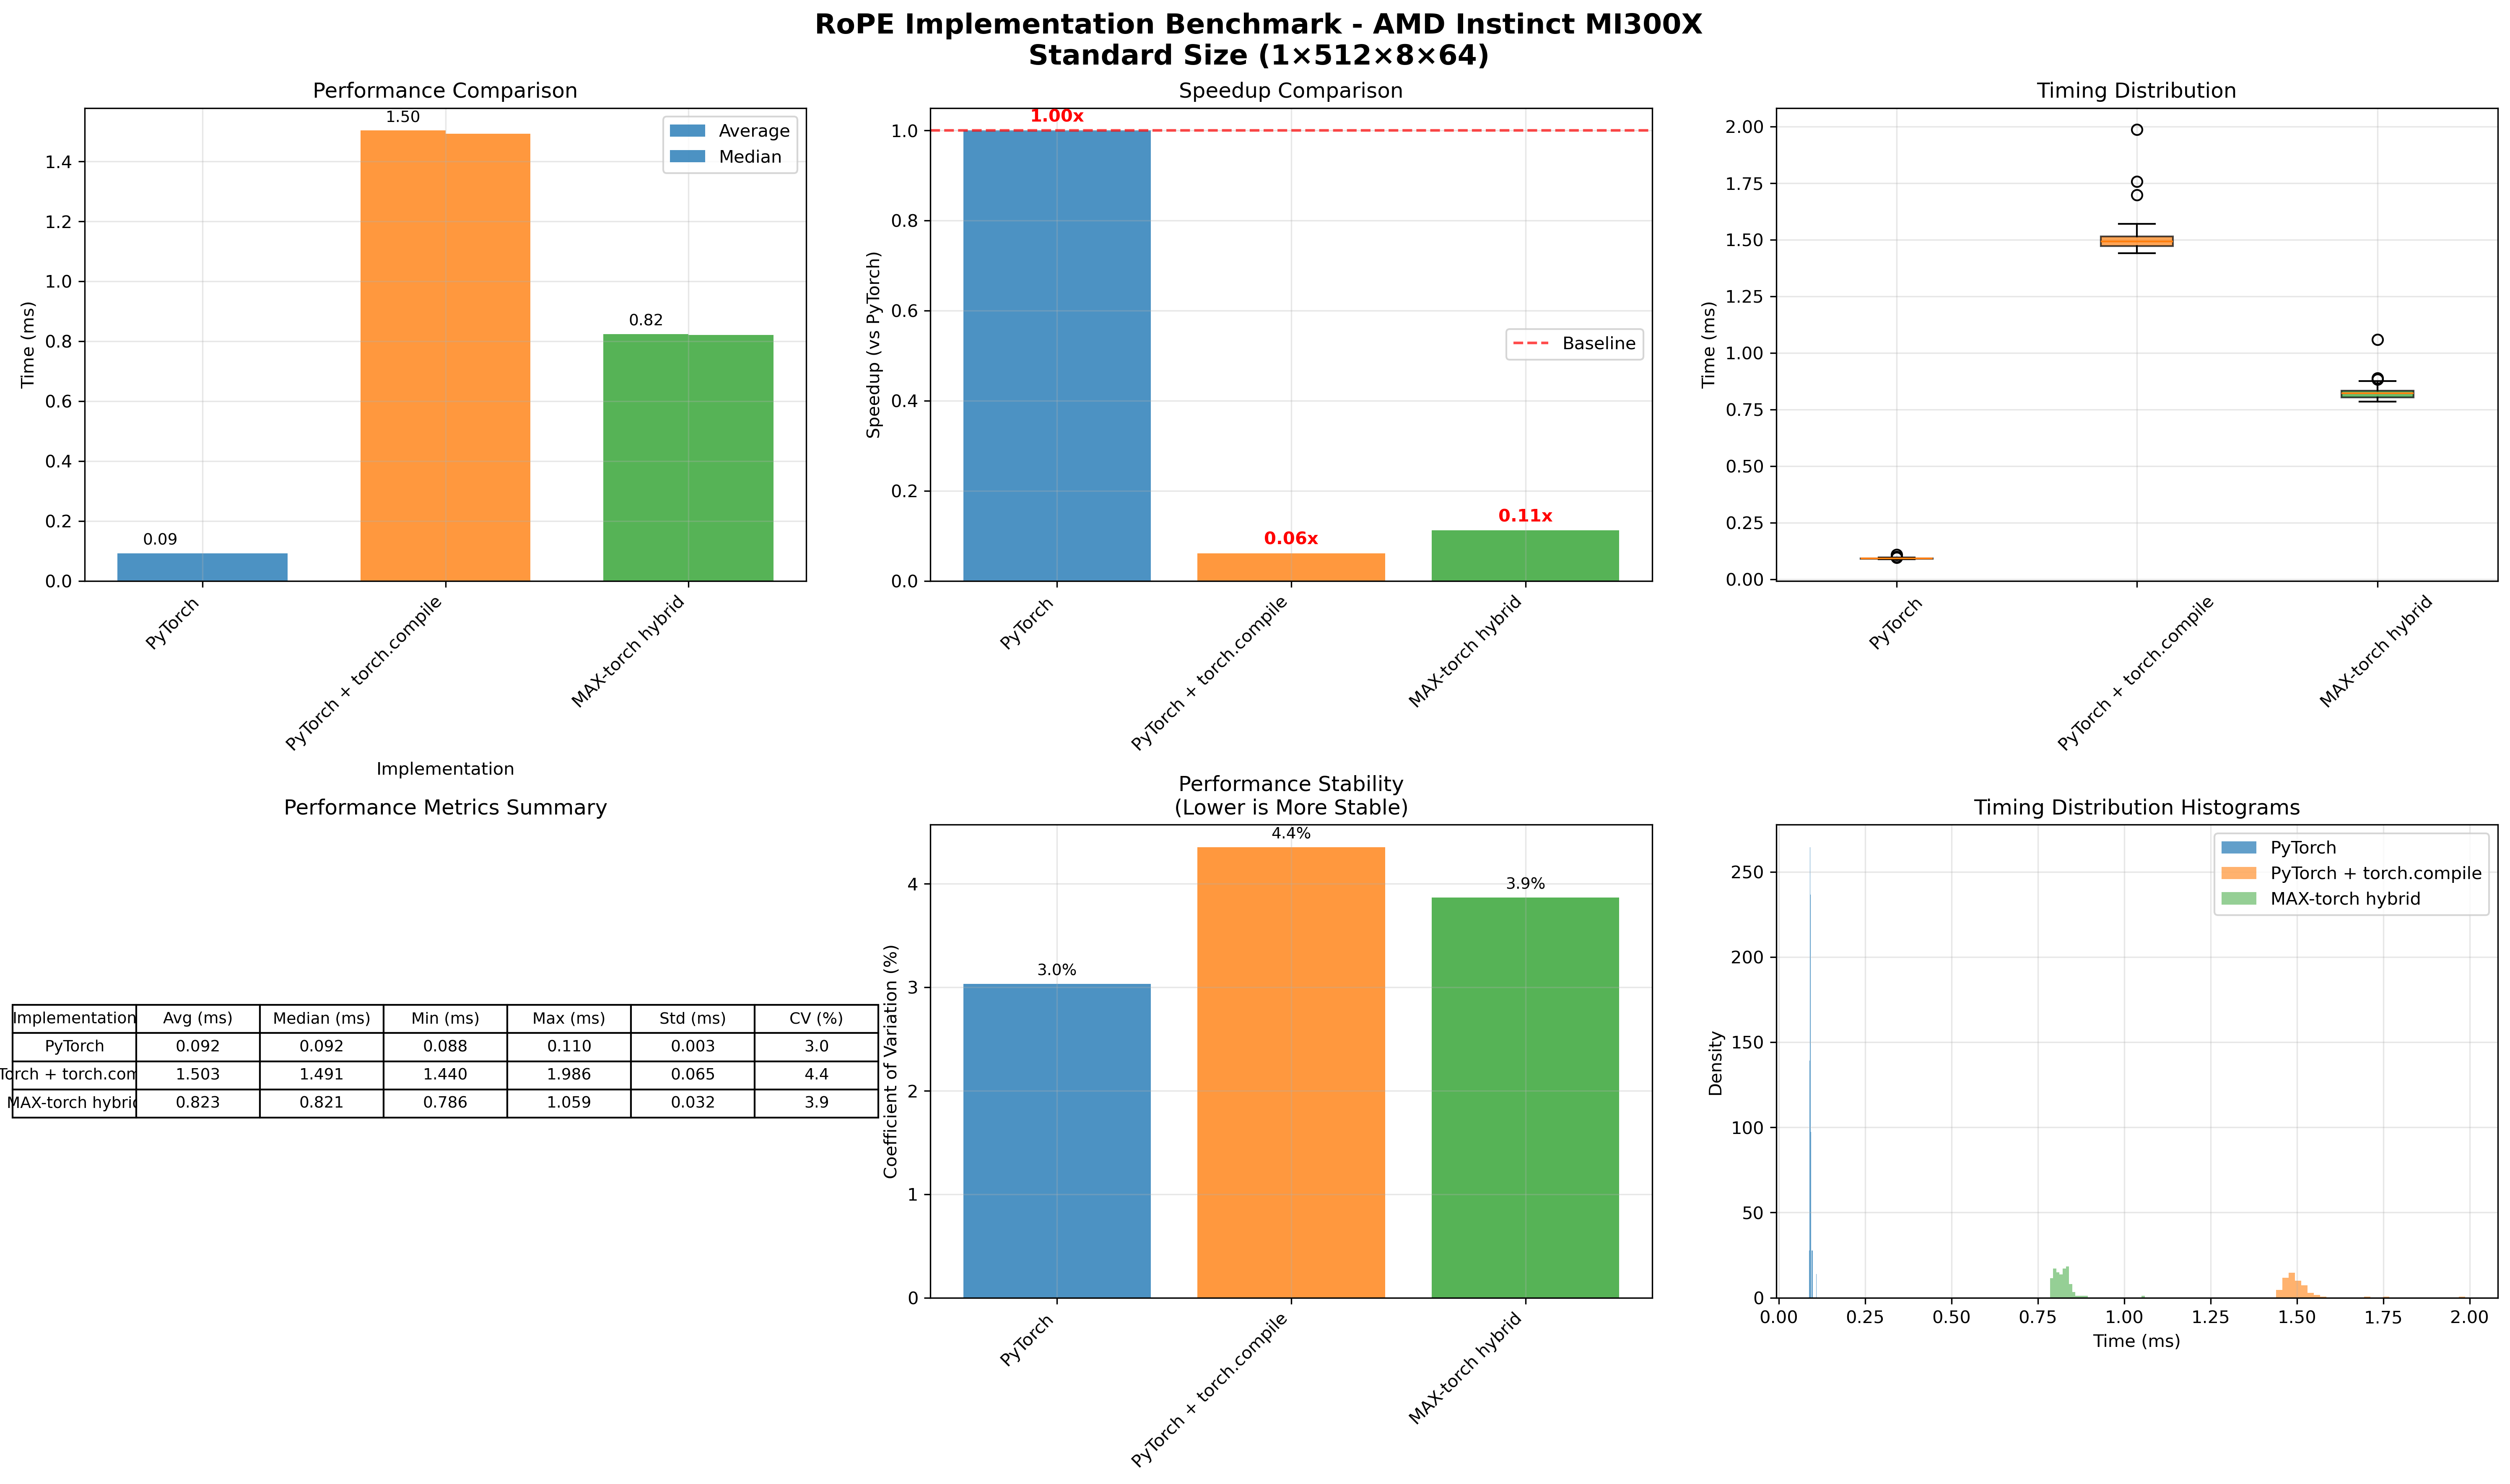 RoPE Implementation Benchmark - AMD Instinct MI300X
Standard Size (1×512×8×64)
Performance Comparison
Time (ms)
1.4
1.2
1.0
0.8
0.6
0.4
0.2
0.0
0.09
1.50
0.82
Average
Median
PyTorch
PyTorch + torch.compile
MAX-torch hybrid
Implementation
Speedup Comparison
Speedup (vs PyTorch)
1.0
0.8
0.6
0.4
0.2
0.0
1.00x
0.06x
0.11x
Baseline
PyTorch
PyTorch + torch.compile
MAX-torch hybrid
Timing Distribution
Time (ms)
2.00
1.75
1.50
1.25
1.00
0.75
0.50
0.25
0.00
PyTorch
PyTorch + torch.compile
MAX-torch hybrid
Performance Metrics Summary
Implementation Avg (ms) Median (ms) Min (ms) Max (ms) Std (ms) CV (%)
PyTorch 0.092 0.092 0.088 0.110 0.003 3.0
Torch + torch.com 1.503 1.491 1.440 1.986 0.065 4.4
MAX-torch hybrid 0.823 0.821 0.786 1.059 0.032 3.9
Performance Stability
(Lower is More Stable)
Coefficient of Variation (%)
4
3
2
1
0
3.0%
4.4%
3.9%
PyTorch
PyTorch + torch.compile
MAX-torch hybrid
Timing Distribution Histograms
Density
250
200
150
100
50
0
PyTorch
PyTorch + torch.compile
MAX-torch hybrid
0.00 0.25 0.50 0.75 1.00 1.25 1.50 1.75 2.00
Time (ms)